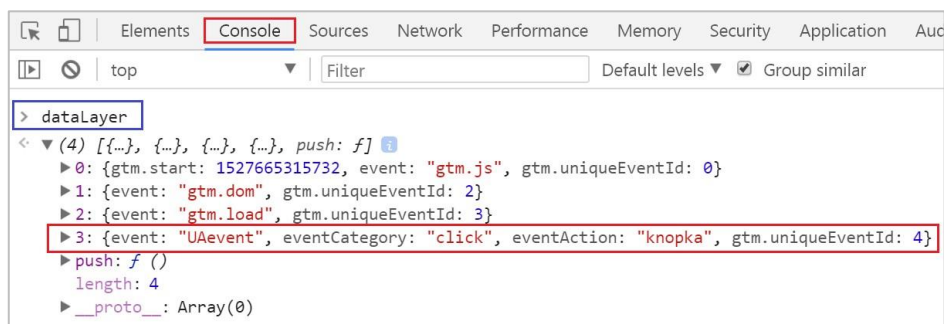 Elements Console Sources Network Performance Memory Security Application Auc
top ▼ Filter Default levels ▼ Group similar
> dataLayer
(4) [{…}, {…}, {…}, {…}, push: ƒ] i
0: {gtm.start: 1527665315732, event: "gtm.js", gtm.uniqueEventId: 0}
1: {event: "gtm.dom", gtm.uniqueEventId: 2}
2: {event: "gtm.load", gtm.uniqueEventId: 3}
3: {event: "UAevent", eventCategory: "click", eventAction: "knopka", gtm.uniqueEventId: 4}
push: ƒ ()
length: 4
__proto__: Array(0)